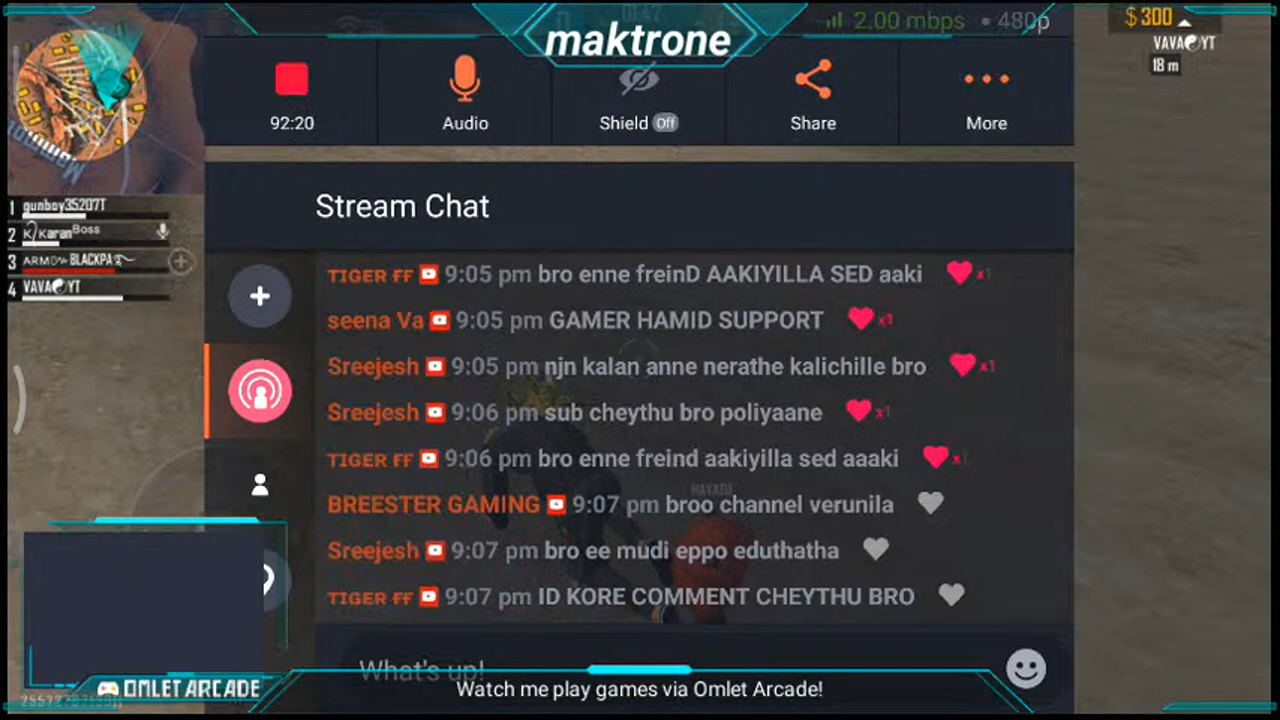 maktrone
2.00 mbps • 480p
$300
VAVA YT
18 m
92:20
Audio
Shield Off
Share
More
1 gunboy35207T
2 Karan Boss
3 ARMY BLACKPA
4 VAVA YT
Stream Chat
TIGER FF 9:05 pm bro enne freinD AAKIYILLA SED aaki x1
seena Va 9:05 pm GAMER HAMID SUPPORT x1
Sreejesh 9:05 pm njn kalan anne nerathe kalichille bro x1
Sreejesh 9:06 pm sub cheythu bro poliyaane x1
TIGER FF 9:06 pm bro enne freind aakiyilla sed aaaki x1
BREESTER GAMING 9:07 pm broo channel verunila
Sreejesh 9:07 pm bro ee mudi eppo eduthatha
TIGER FF 9:07 pm ID KORE COMMENT CHEYTHU BRO
What's up!
OMLET ARCADE
Watch me play games via Omlet Arcade!